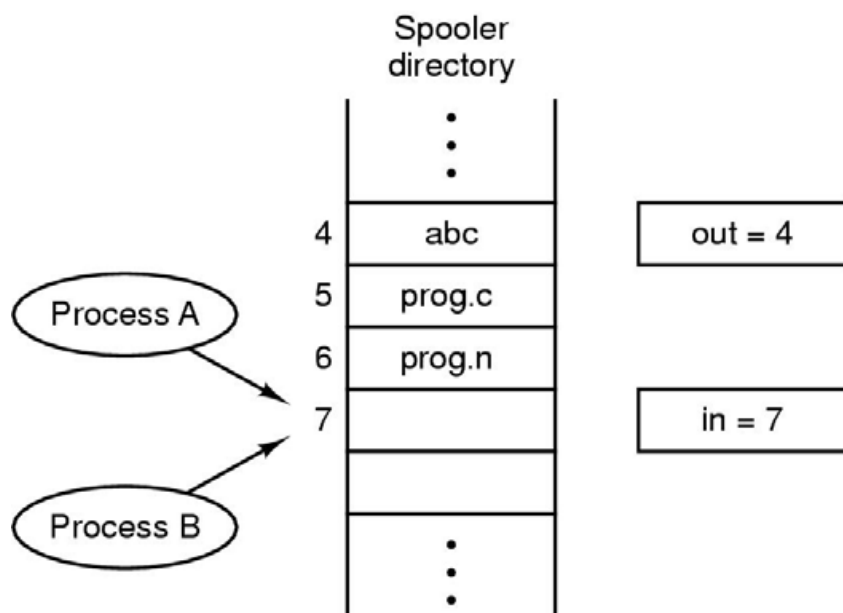 Spooler
directory
4
abc
out = 4
5
prog.c
Process A
6
prog.n
7
in = 7
Process B